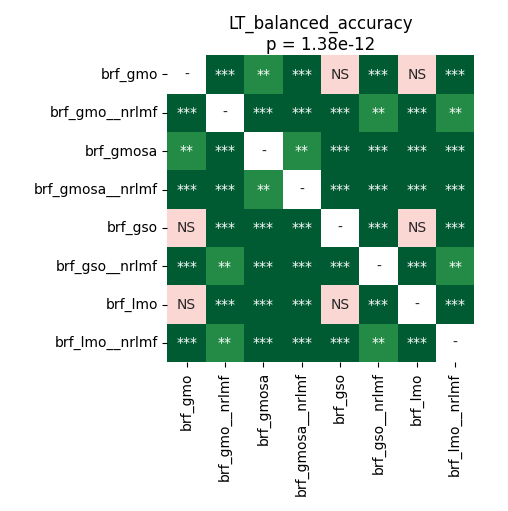 LT_balanced_accuracy
p = 1.38e-12
brf_gmo - *** ** *** NS *** NS ***
brf_gmo__nrlmf *** - *** *** *** ** *** **
brf_gmosa ** *** - ** *** *** *** ***
brf_gmosa__nrlmf *** *** ** - *** *** *** ***
brf_gso NS *** *** *** - *** NS ***
brf_gso__nrlmf *** ** *** *** *** - *** **
brf_lmo NS *** *** *** NS *** - ***
brf_lmo__nrlmf *** ** *** *** *** ** *** -
brf_gmo
brf_gmo__nrlmf
brf_gmosa
brf_gmosa__nrlmf
brf_gso
brf_gso__nrlmf
brf_lmo
brf_lmo__nrlmf